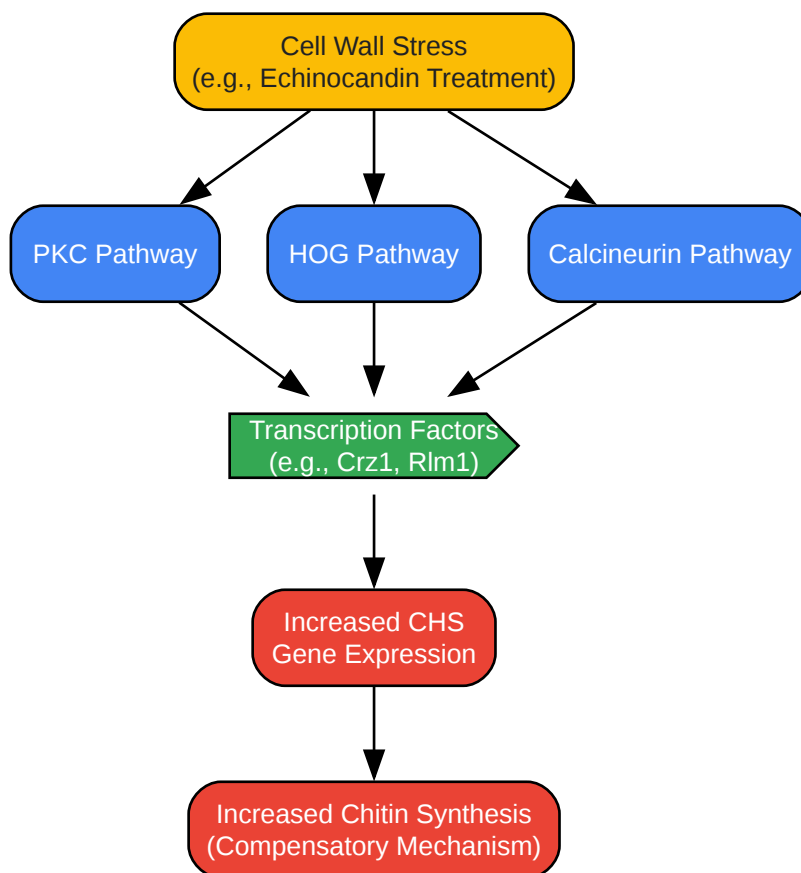 Cell Wall Stress
(e.g., Echinocandin Treatment)
PKC Pathway
HOG Pathway
Calcineurin Pathway
Transcription Factors
(e.g., Crz1, Rlm1)
Increased CHS
Gene Expression
Increased Chitin Synthesis
(Compensatory Mechanism)